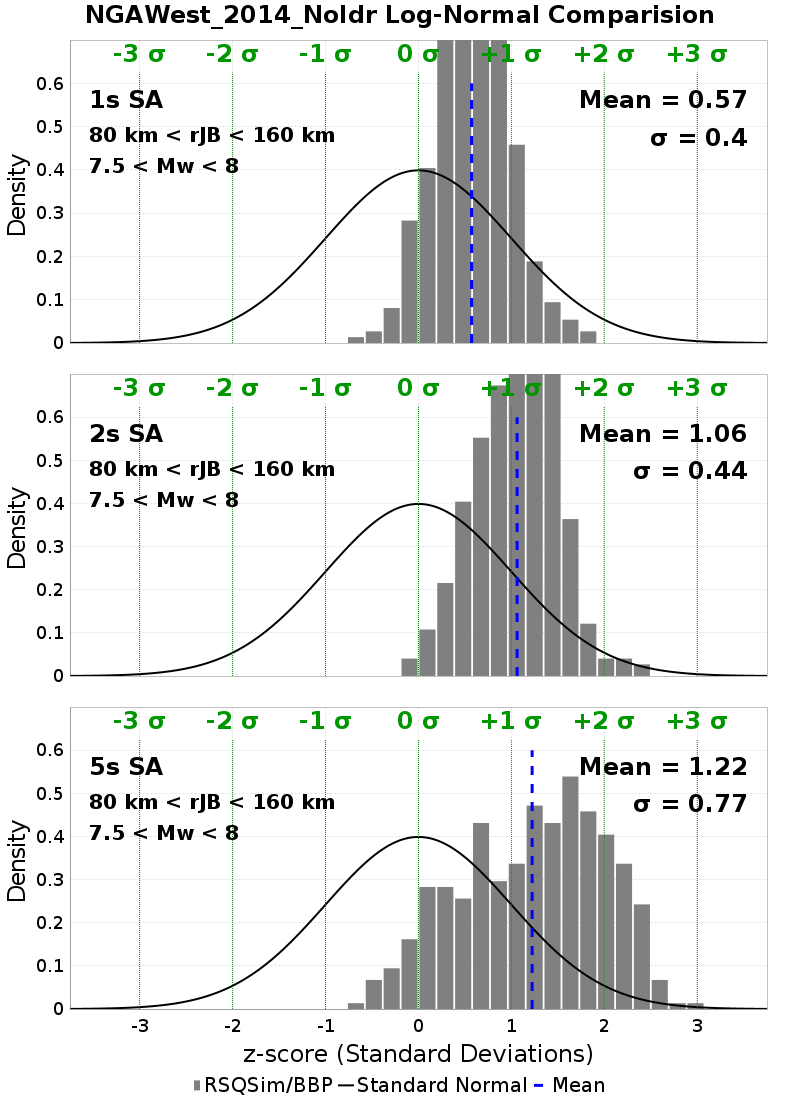 NGAWest_2014_NoIdr Log-Normal Comparision
-3 σ -2 σ -1 σ 0 σ +1 σ +2 σ +3 σ
0.6
1s SA Mean = 0.57
0.5
80 km < rJB < 160 km σ = 0.4
7.5 < Mw < 8
0.4
0.3
0.2
0.1
0
Density
-3 σ -2 σ -1 σ 0 σ +1 σ +2 σ +3 σ
0.6
2s SA Mean = 1.06
0.5
80 km < rJB < 160 km σ = 0.44
7.5 < Mw < 8
0.4
0.3
0.2
0.1
0
Density
-3 σ -2 σ -1 σ 0 σ +1 σ +2 σ +3 σ
0.6
5s SA Mean = 1.22
0.5
80 km < rJB < 160 km σ = 0.77
7.5 < Mw < 8
0.4
0.3
0.2
0.1
0
Density
-3 -2 -1 0 1 2 3
z-score (Standard Deviations)
RSQSim/BBP Standard Normal Mean